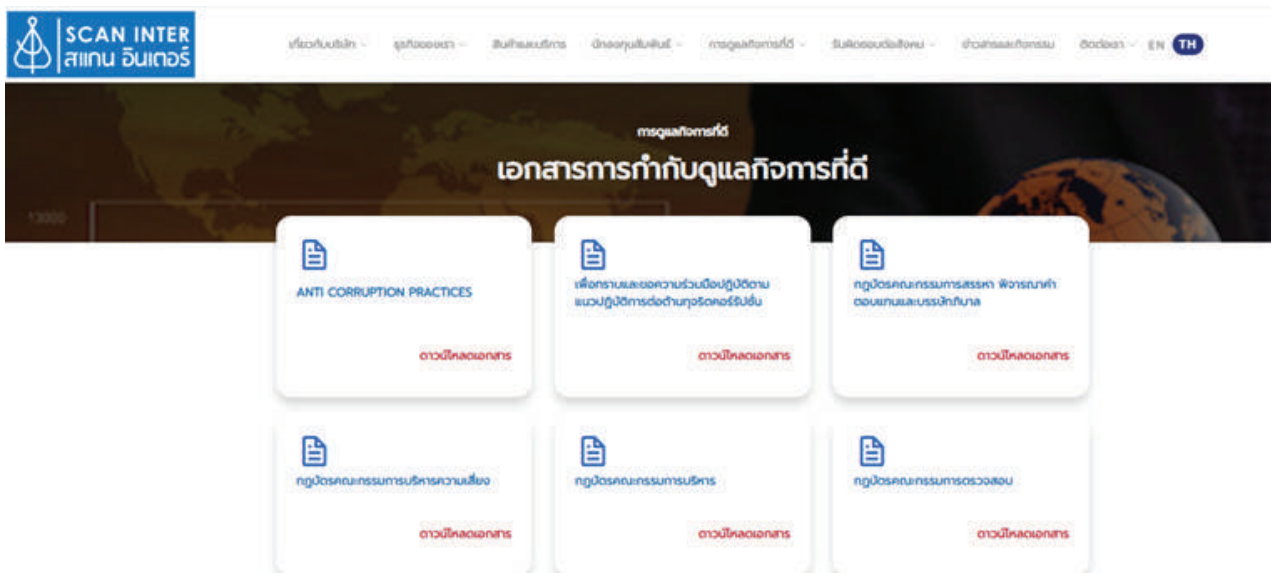 SCAN INTER
สแกน อินเตอร์
เกี่ยวกับบริษัท
ธุรกิจของเรา
สินค้าและบริการ
นักลงทุนสัมพันธ์
การดูแลกิจการที่ดี
รับผิดชอบต่อสังคม
ข่าวสารและกิจกรรม
ติดต่อเรา
EN
TH
การดูแลกิจการที่ดี
เอกสารการกำกับดูแลกิจการที่ดี
13000
ANTI CORRUPTION PRACTICES
ดาวน์โหลดเอกสาร
เพื่อทราบและขอความร่วมมือปฏิบัติตาม
แนวปฏิบัติการต่อต้านทุจริตคอร์รัปชั่น
ดาวน์โหลดเอกสาร
กฎบัตรคณะกรรมการสรรหา พิจารณาค่า
ตอบแทนและบรรษัทภิบาล
ดาวน์โหลดเอกสาร
กฎบัตรคณะกรรมการบริหารความเสี่ยง
ดาวน์โหลดเอกสาร
กฎบัตรคณะกรรมการบริหาร
ดาวน์โหลดเอกสาร
กฎบัตรคณะกรรมการตรวจสอบ
ดาวน์โหลดเอกสาร